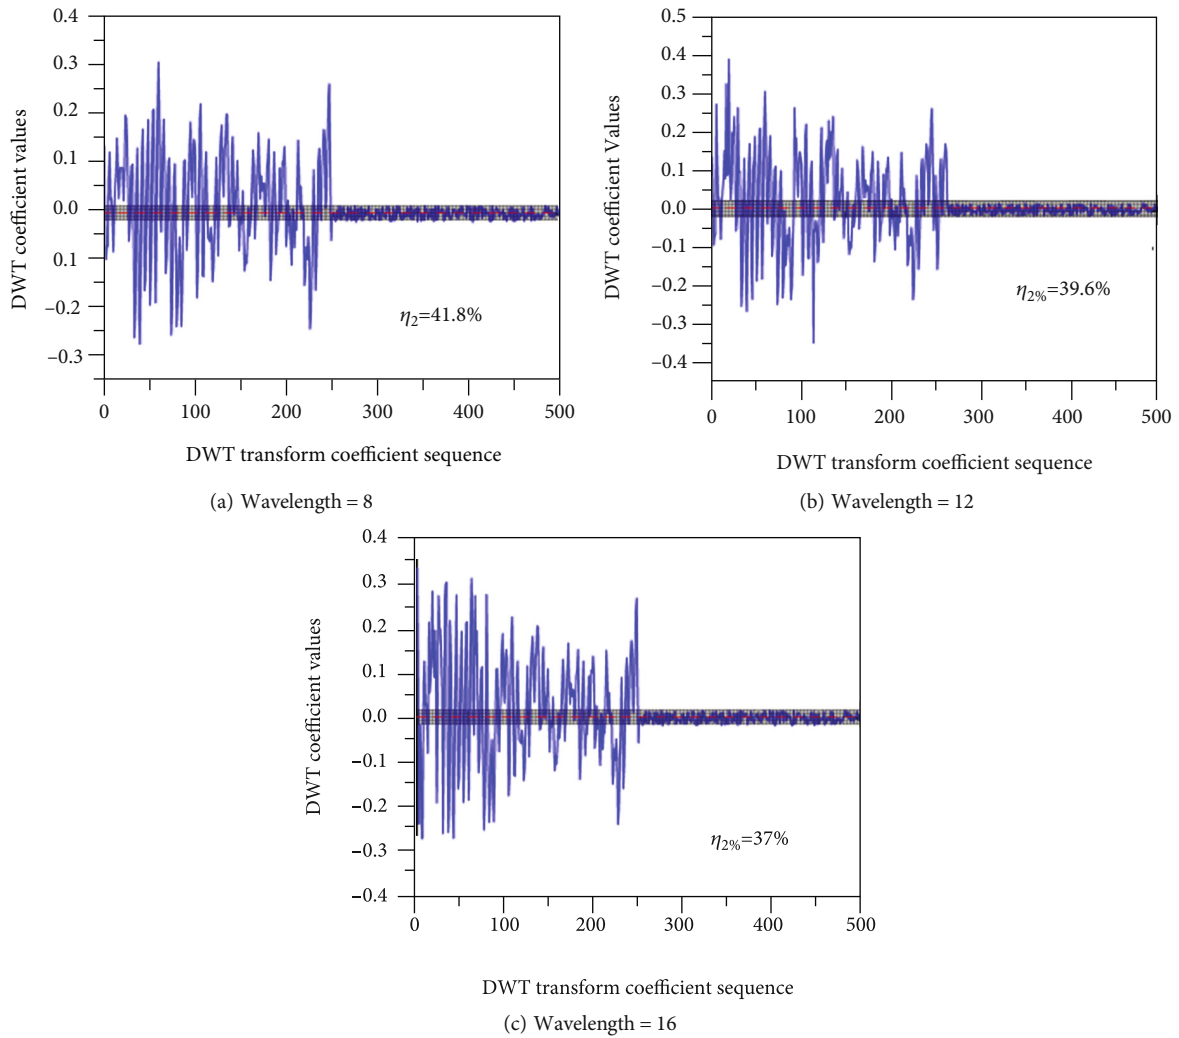 0.4
0.3
0.2
0.1
0.0
0.1
−0.2
−0.3
DWT coefficient values
η2=41.8%
0 100 200 300 400 500
DWT transform coefficient sequence
(a) Wavelength = 8
0.5
0.4
0.3
0.2
0.1
0.0
−0.1
−0.2
−0.3
−0.4
DWT coefficient Values
η2%=39.6%
0 100 200 300 400 500
DWT transform coefficient sequence
(b) Wavelength = 12
0.4
0.3
0.2
0.1
0.0
−0.1
−0.2
−0.3
−0.4
DWT coefficient values
η2%=37%
0 100 200 300 400 500
DWT transform coefficient sequence
(c) Wavelength = 16